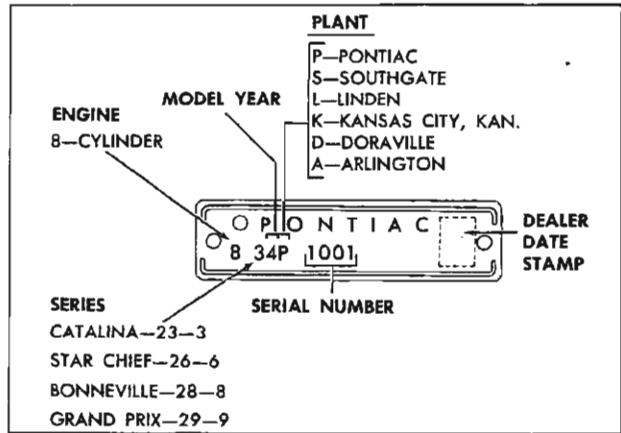 PLANT
P—PONTIAC
S—SOUTHGATE
L—LINDEN
K—KANSAS CITY, KAN.
D—DORAVILLE
A—ARLINGTON
MODEL YEAR
ENGINE
8—CYLINDER
PONTIAC
8 34P 1001
DEALER
DATE
STAMP
SERIAL NUMBER
SERIES
CATALINA—23—3
STAR CHIEF—26—6
BONNEVILLE—28—8
GRAND PRIX—29—9